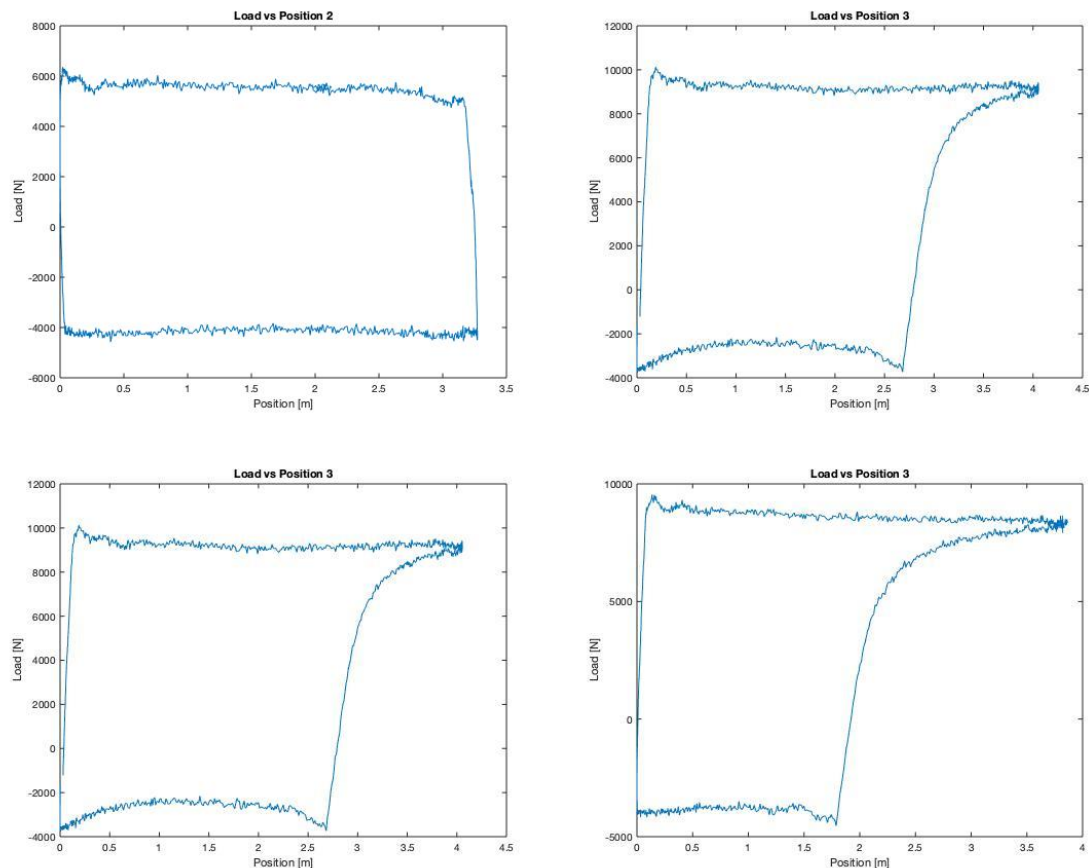 Load vs Position 2
8000
6000
4000
2000
0
-2000
-4000
-6000
Load [N]
0 0.5 1 1.5 2 2.5 3 3.5
Position [m]
Load vs Position 3
12000
10000
8000
6000
4000
2000
0
-2000
-4000
Load [N]
0 0.5 1 1.5 2 2.5 3 3.5 4 4.5
Position [m]
Load vs Position 3
12000
10000
8000
6000
4000
2000
0
-2000
-4000
Load [N]
0 0.5 1 1.5 2 2.5 3 3.5 4 4.5
Position [m]
Load vs Position 3
10000
5000
0
-5000
Load [N]
0 0.5 1 1.5 2 2.5 3 3.5 4
Position [m]